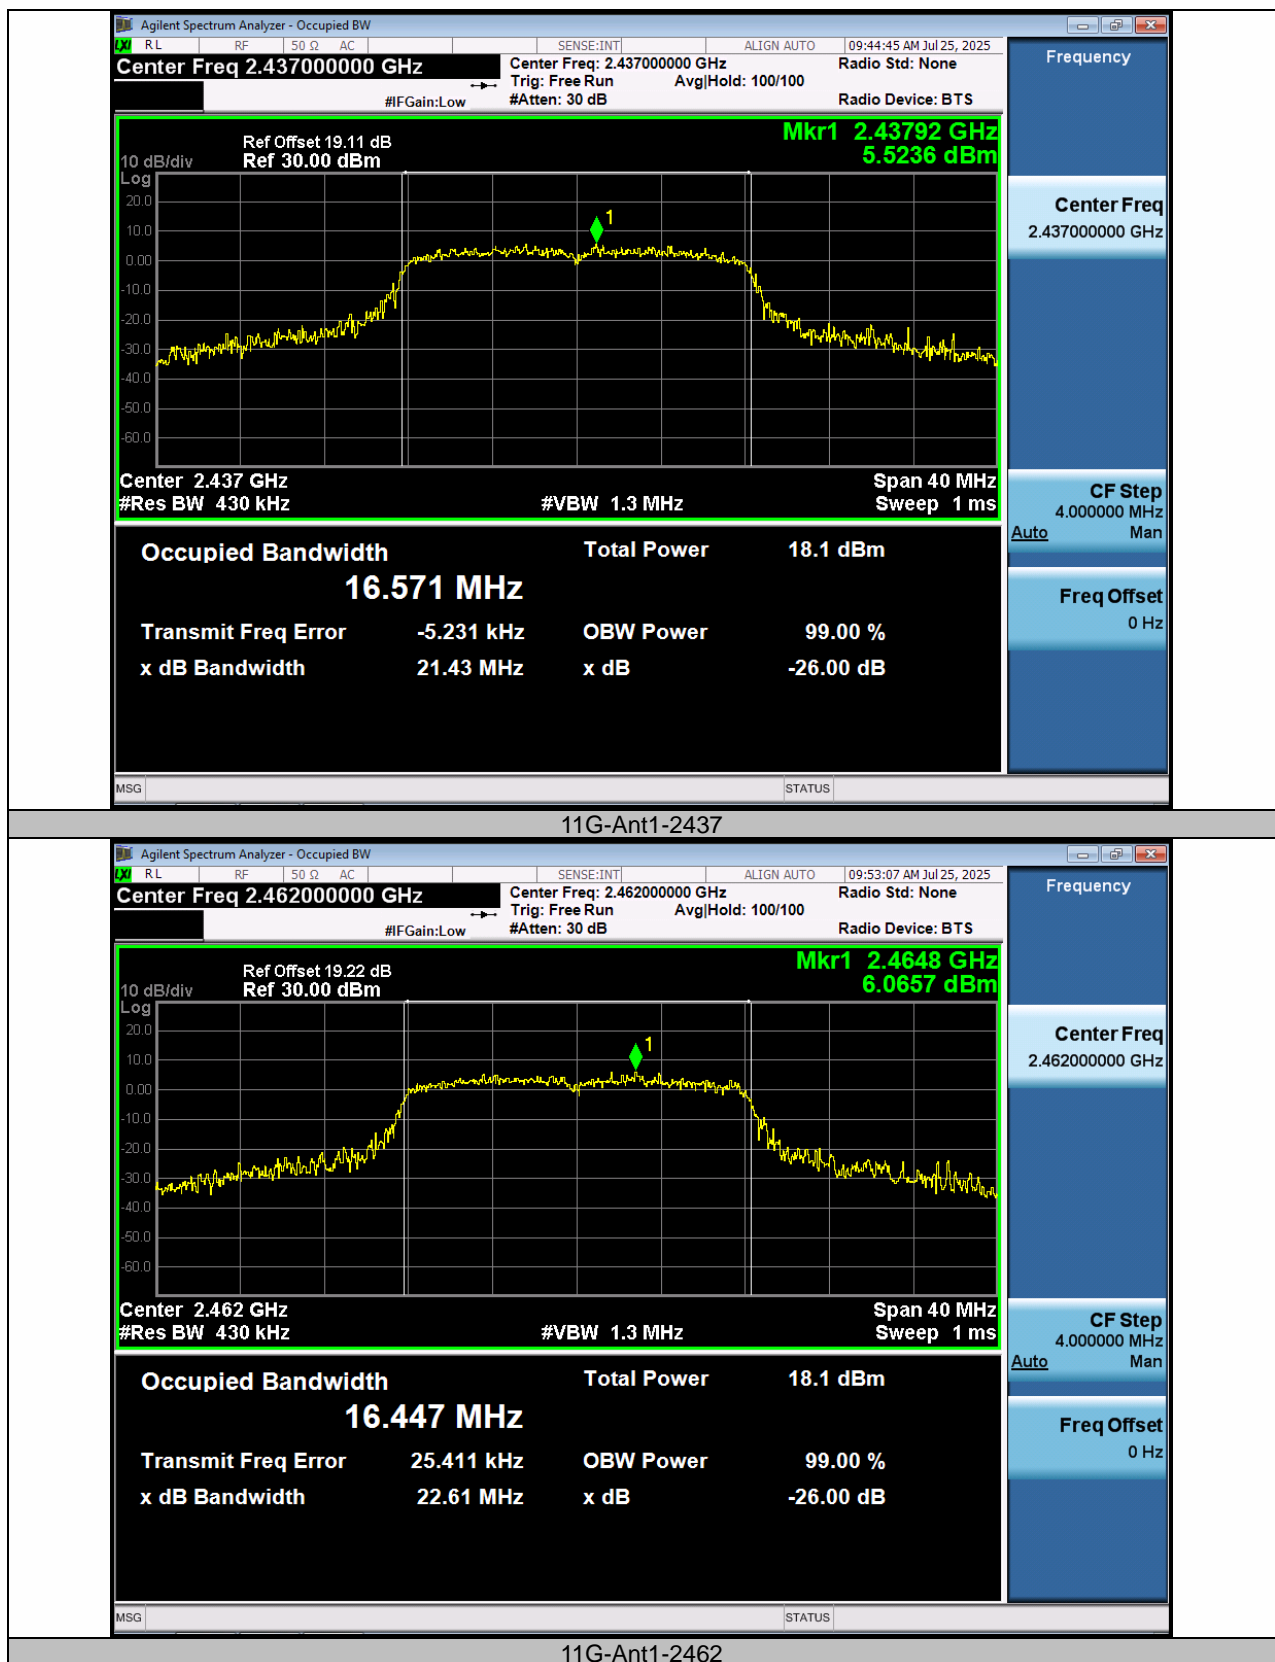 Agilent Spectrum Analyzer - Occupied BW
LXI RL RF 50 Ω AC SENSE:INT ALIGN AUTO 09:44:45 AM Jul 25, 2025
Center Freq 2.437000000 GHz Center Freq: 2.437000000 GHz Radio Std: None Frequency
Trig: Free Run Avg|Hold: 100/100
#IFGain:Low #Atten: 30 dB Radio Device: BTS
Mkr1 2.43792 GHz
Ref Offset 19.11 dB
10 dB/div Ref 30.00 dBm 5.5236 dBm
Log
20.0
10.0
0.00
-10.0
-20.0
-30.0
-40.0
-50.0
-60.0
1
Center Freq
2.437000000 GHz
Center 2.437 GHz Span 40 MHz
#Res BW 430 kHz #VBW 1.3 MHz Sweep 1 ms
CF Step
4.000000 MHz
Auto Man
Occupied Bandwidth Total Power 18.1 dBm
16.571 MHz
Freq Offset
0 Hz
Transmit Freq Error -5.231 kHz OBW Power 99.00 %
x dB Bandwidth 21.43 MHz x dB -26.00 dB
MSG STATUS
11G-Ant1-2437
Agilent Spectrum Analyzer - Occupied BW
LXI RL RF 50 Ω AC SENSE:INT ALIGN AUTO 09:53:07 AM Jul 25, 2025
Center Freq 2.462000000 GHz Center Freq: 2.462000000 GHz Radio Std: None Frequency
Trig: Free Run Avg|Hold: 100/100
#IFGain:Low #Atten: 30 dB Radio Device: BTS
Mkr1 2.4648 GHz
Ref Offset 19.22 dB
10 dB/div Ref 30.00 dBm 6.0657 dBm
Log
20.0
10.0
0.00
-10.0
-20.0
-30.0
-40.0
-50.0
-60.0
1
Center Freq
2.462000000 GHz
Center 2.462 GHz Span 40 MHz
#Res BW 430 kHz #VBW 1.3 MHz Sweep 1 ms
CF Step
4.000000 MHz
Auto Man
Occupied Bandwidth Total Power 18.1 dBm
16.447 MHz
Freq Offset
0 Hz
Transmit Freq Error 25.411 kHz OBW Power 99.00 %
x dB Bandwidth 22.61 MHz x dB -26.00 dB
MSG STATUS
11G-Ant1-2462